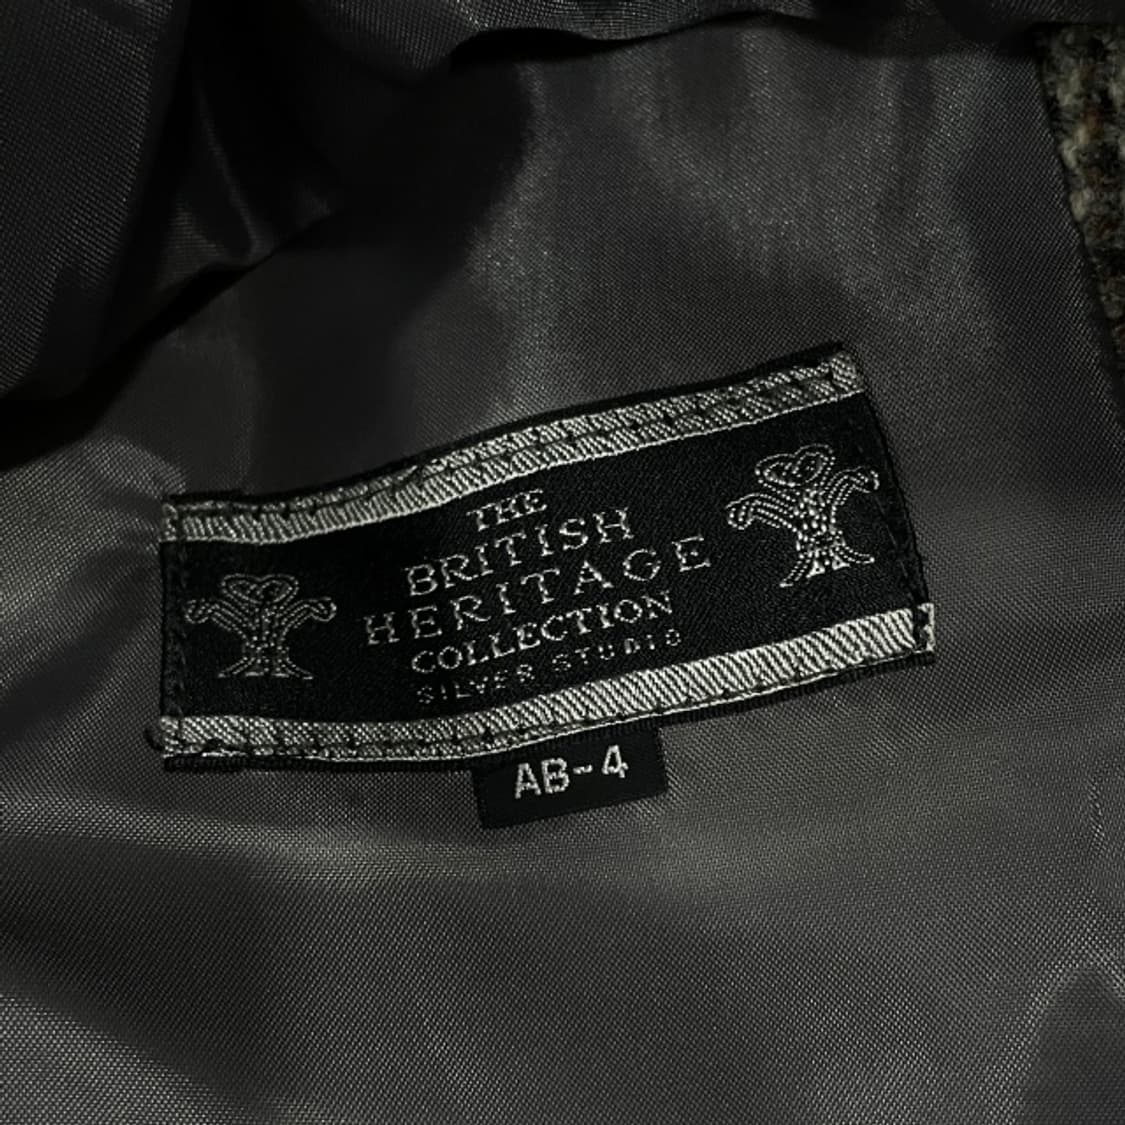 THE
BRITISH
HERITAGE
COLLECTION
SILVER STUDIO
AB-4